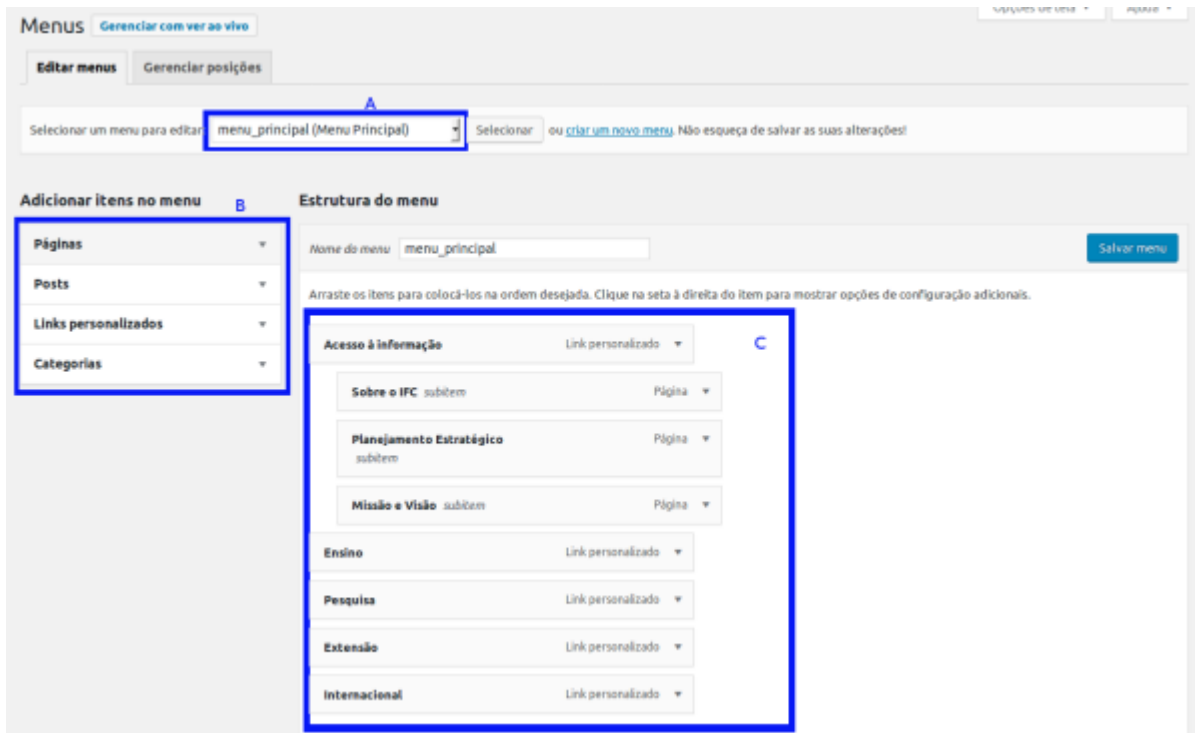 Menus Gerenciar com ver ao vivo
Opções de tela Ajuda
Editar menus Gerenciar posições
A
Selecionar um menu para editar menu_principal (Menu Principal) Selecionar ou criar um novo menu. Não esqueça de salvar as suas alterações!
Adicionar itens no menu B
Páginas
Posts
Links personalizados
Categorias
Estrutura do menu
Nome do menu menu_principal Salvar menu
Arraste os itens para colocá-los na ordem desejada. Clique na seta à direita do item para mostrar opções de configuração adicionais.
C
Acesso à informação Link personalizado
Sobre o IFC subitem Página
Planejamento Estratégico Página
subitem
Missão e Visão subitem Página
Ensino Link personalizado
Pesquisa Link personalizado
Extensão Link personalizado
Internacional Link personalizado